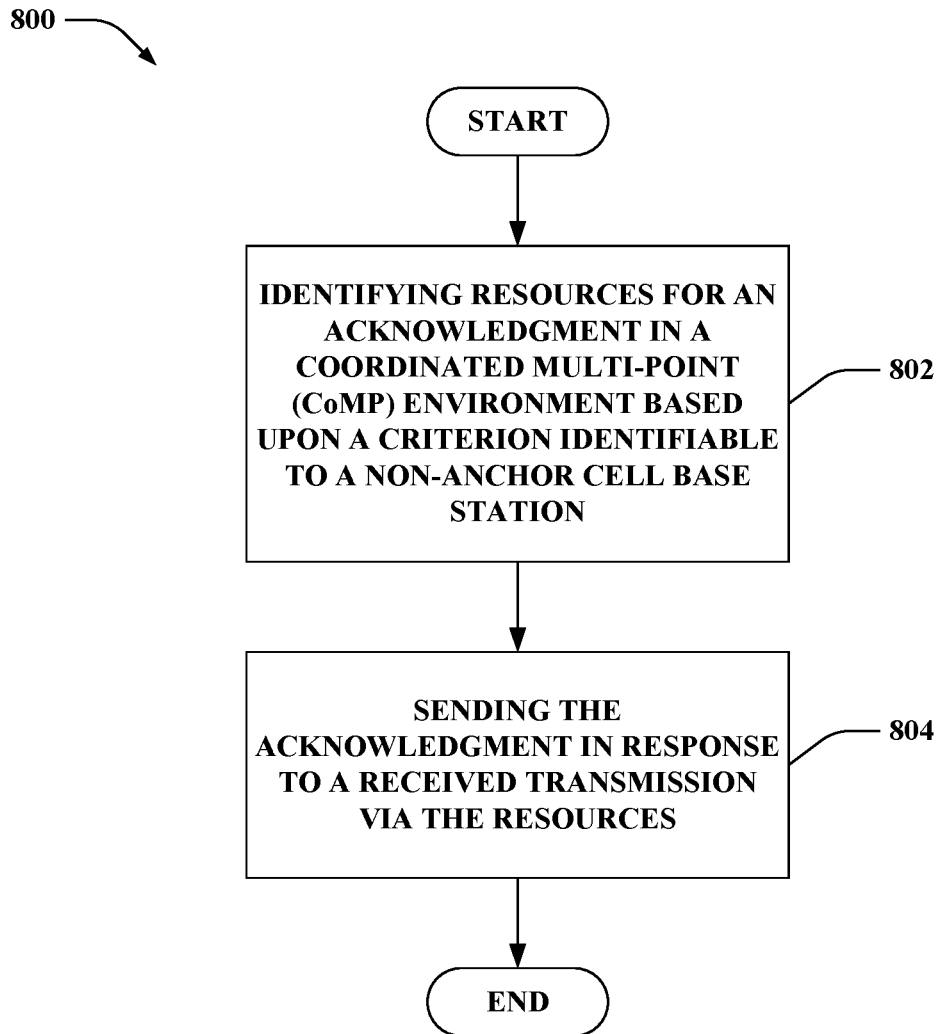 800
START
IDENTIFYING RESOURCES FOR AN
ACKNOWLEDGMENT IN A
COORDINATED MULTI-POINT
(CoMP) ENVIRONMENT BASED
UPON A CRITERION IDENTIFIABLE
TO A NON-ANCHOR CELL BASE
STATION
802
SENDING THE
ACKNOWLEDGMENT IN RESPONSE
TO A RECEIVED TRANSMISSION
VIA THE RESOURCES
804
END